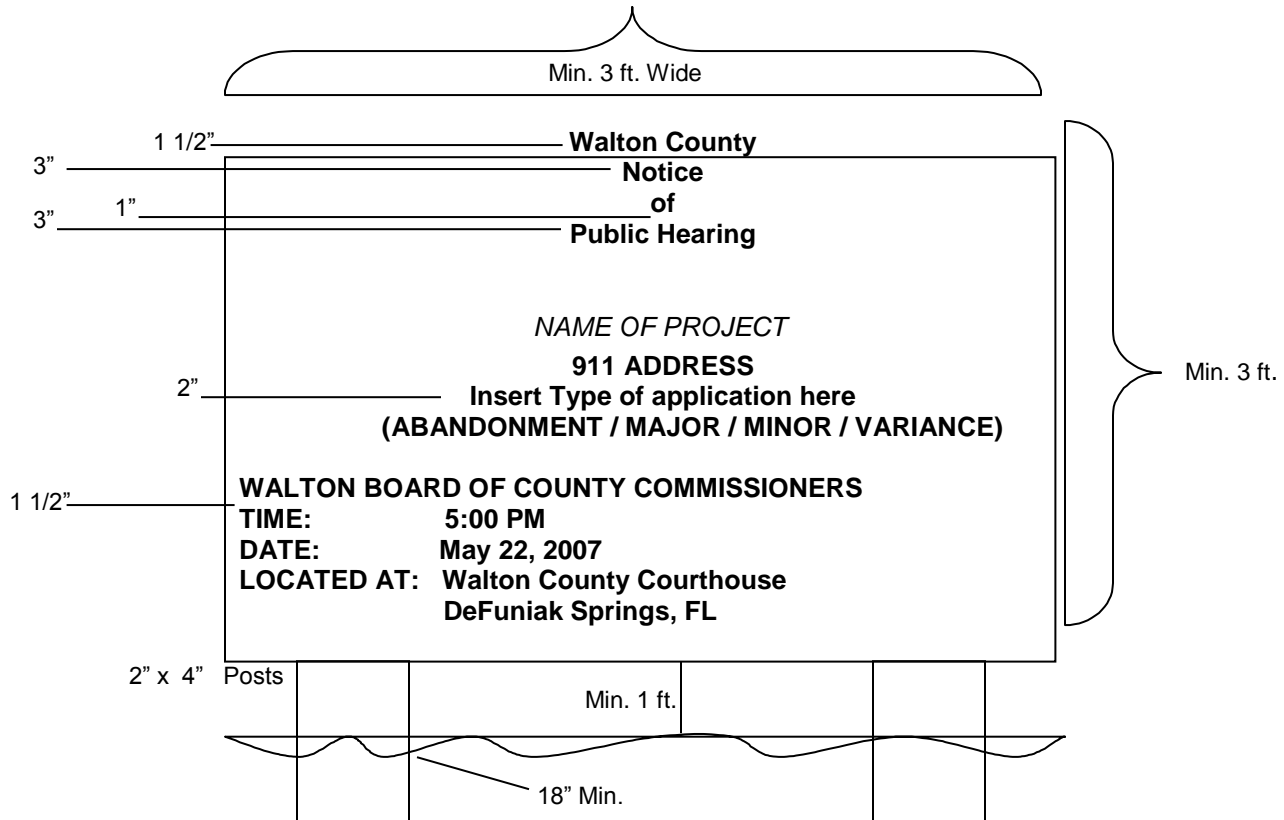 Min. 3 ft. Wide
1 1/2” Walton County
3” Notice
1” of
3” Public Hearing
NAME OF PROJECT
911 ADDRESS
2” Insert Type of application here
(ABANDONMENT / MAJOR / MINOR / VARIANCE)
Min. 3 ft.
1 1/2” WALTON BOARD OF COUNTY COMMISSIONERS
TIME: 5:00 PM
DATE: May 22, 2007
LOCATED AT: Walton County Courthouse
DeFuniak Springs, FL
2” x 4” Posts
Min. 1 ft.
18” Min.